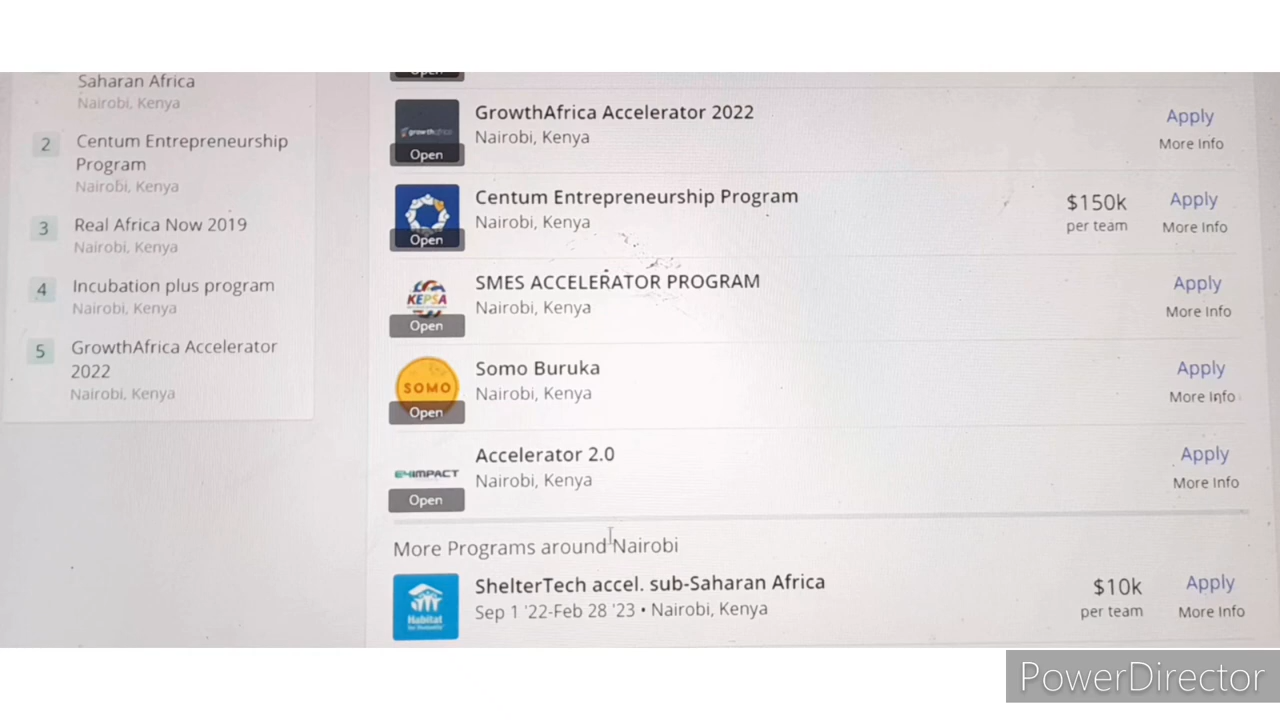 Saharan Africa
Nairobi, Kenya
2
Centum Entrepreneurship
Program
Nairobi, Kenya
3
Real Africa Now 2019
Nairobi, Kenya
4
Incubation plus program
Nairobi, Kenya
5
GrowthAfrica Accelerator
2022
Nairobi, Kenya
Open
growthafrica
Open
GrowthAfrica Accelerator 2022
Nairobi, Kenya
Apply
More Info
Open
Centum Entrepreneurship Program
Nairobi, Kenya
$150k
per team
Apply
More Info
KEPSA
Open
SMES ACCELERATOR PROGRAM
Nairobi, Kenya
Apply
More Info
SOMO
Open
Somo Buruka
Nairobi, Kenya
Apply
More Info
E4IMPACT
Open
Accelerator 2.0
Nairobi, Kenya
Apply
More Info
More Programs around Nairobi
Habitat
for Humanity
ShelterTech accel. sub-Saharan Africa
Sep 1 '22-Feb 28 '23 • Nairobi, Kenya
$10k
per team
Apply
More Info
PowerDirector